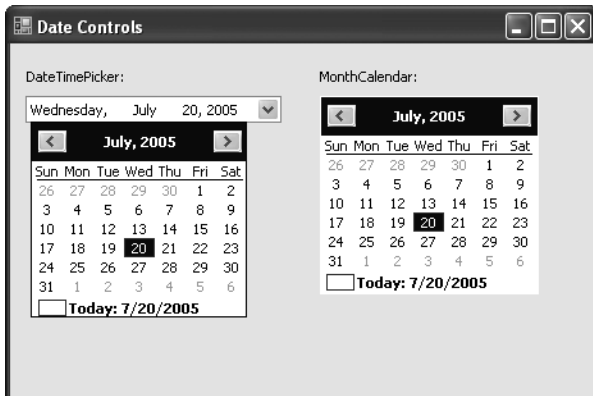 Date Controls
DateTimePicker:
Wednesday, July 20, 2005
July, 2005
Sun Mon Tue Wed Thu Fri Sat
26 27 28 29 30 1 2
3 4 5 6 7 8 9
10 11 12 13 14 15 16
17 18 19 20 21 22 23
24 25 26 27 28 29 30
31 1 2 3 4 5 6
Today: 7/20/2005
MonthCalendar:
July, 2005
Sun Mon Tue Wed Thu Fri Sat
26 27 28 29 30 1 2
3 4 5 6 7 8 9
10 11 12 13 14 15 16
17 18 19 20 21 22 23
24 25 26 27 28 29 30
31 1 2 3 4 5 6
Today: 7/20/2005